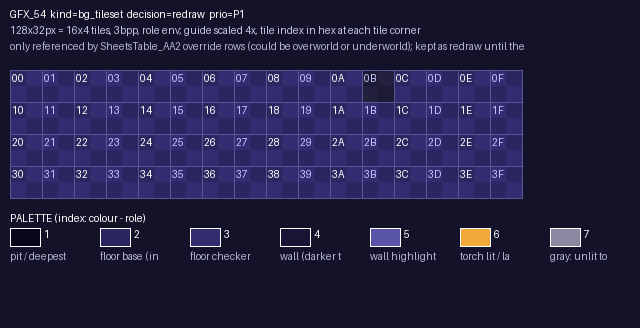 GFX_54 kind=bg_tileset decision=redraw prio=P1
128x32px = 16x4 tiles, 3bpp, role env; guide scaled 4x, tile index in hex at each tile corner
only referenced by SheetsTable_AA2 override rows (could be overworld or underworld); kept as redraw until the
00 01 02 03 04 05 06 07 08 09 0A 0B 0C 0D 0E 0F
10 11 12 13 14 15 16 17 18 19 1A 1B 1C 1D 1E 1F
20 21 22 23 24 25 26 27 28 29 2A 2B 2C 2D 2E 2F
30 31 32 33 34 35 36 37 38 39 3A 3B 3C 3D 3E 3F
PALETTE (index: colour - role)
1 2 3 4 5 6 7
pit / deepest floor base (in floor checker wall (darker t wall highlight torch lit / la gray: unlit to